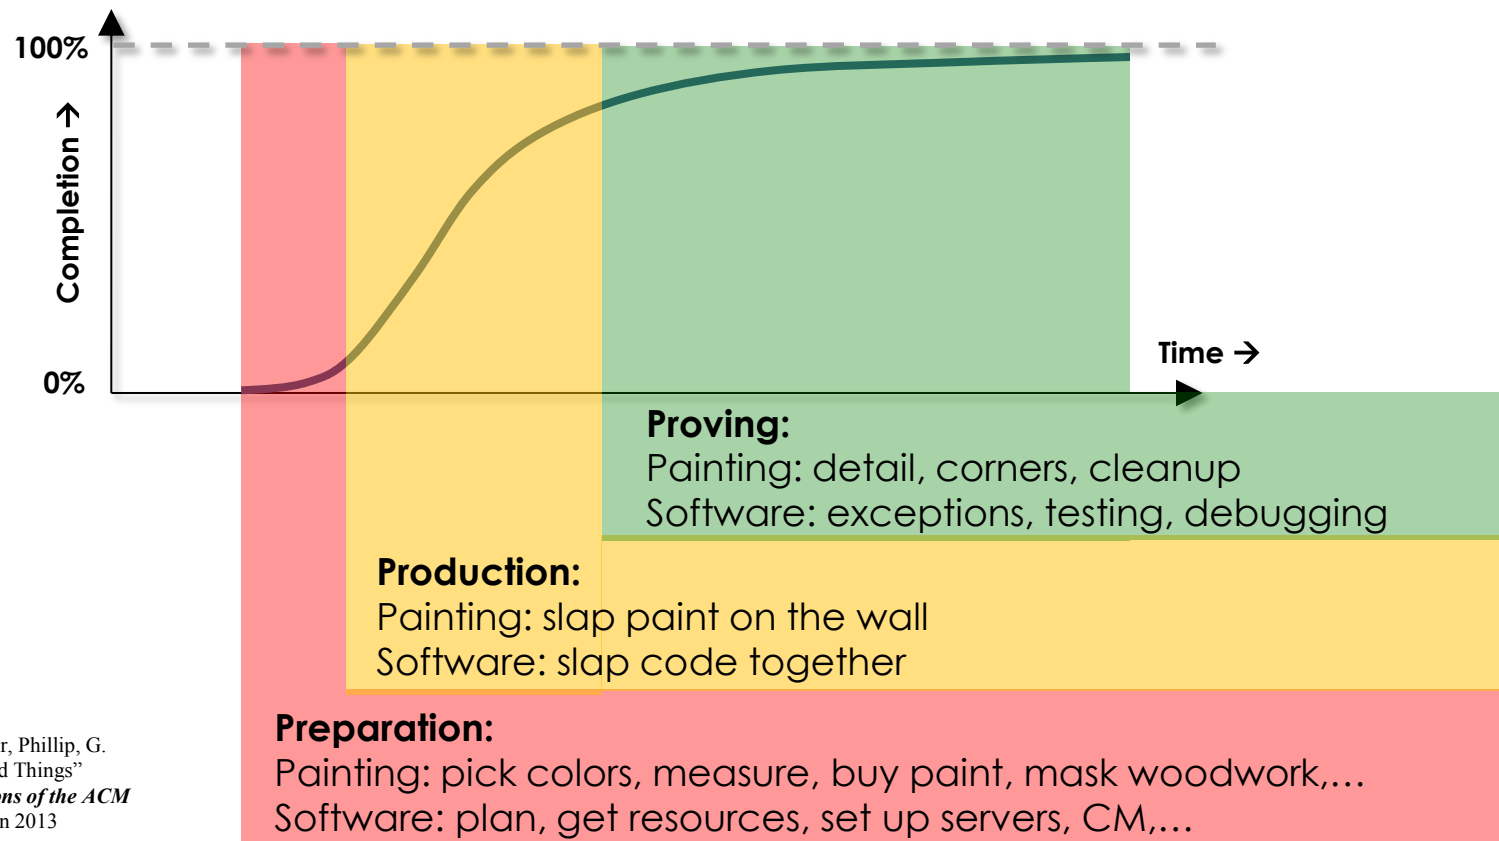 100%
Completion →
0%
Time →
Proving:
Painting: detail, corners, cleanup
Software: exceptions, testing, debugging
Production:
Painting: slap paint on the wall
Software: slap code together
Preparation:
Painting: pick colors, measure, buy paint, mask woodwork,…
Software: plan, get resources, set up servers, CM,…
r, Phillip, G.
d Things”
ns of the ACM
n 2013